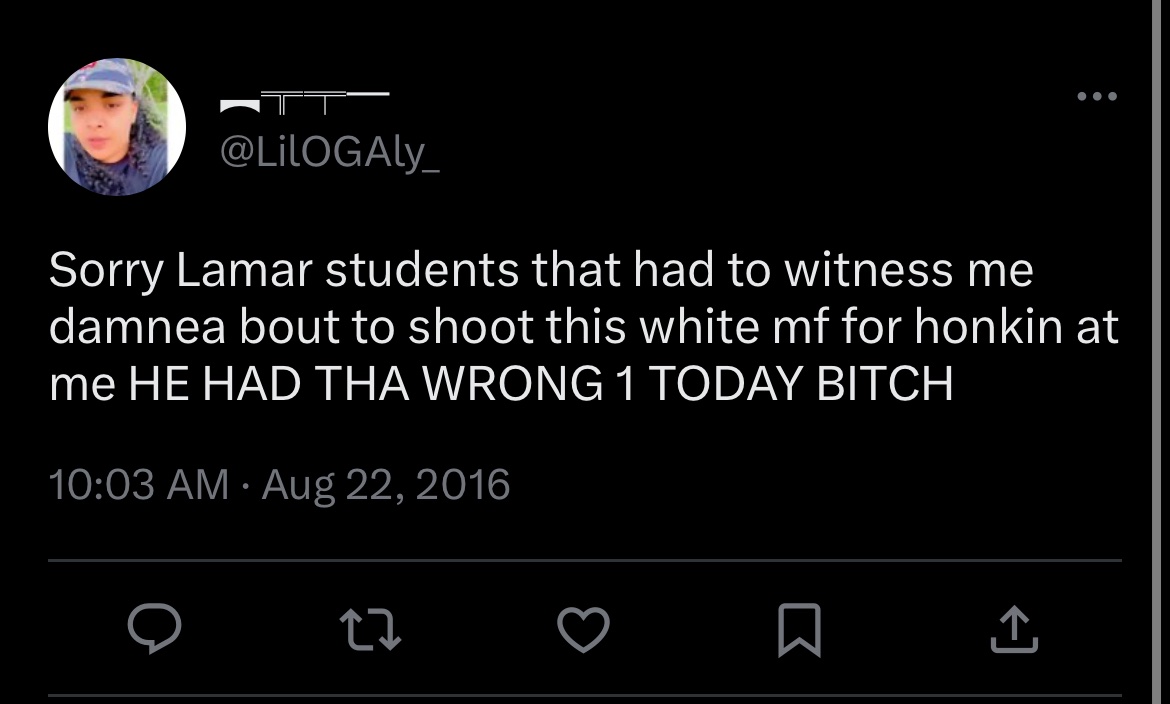 ▬╦╤─
@LilOGAly_
Sorry Lamar students that had to witness me
damnea bout to shoot this white mf for honkin at
me HE HAD THA WRONG 1 TODAY BITCH
10:03 AM · Aug 22, 2016